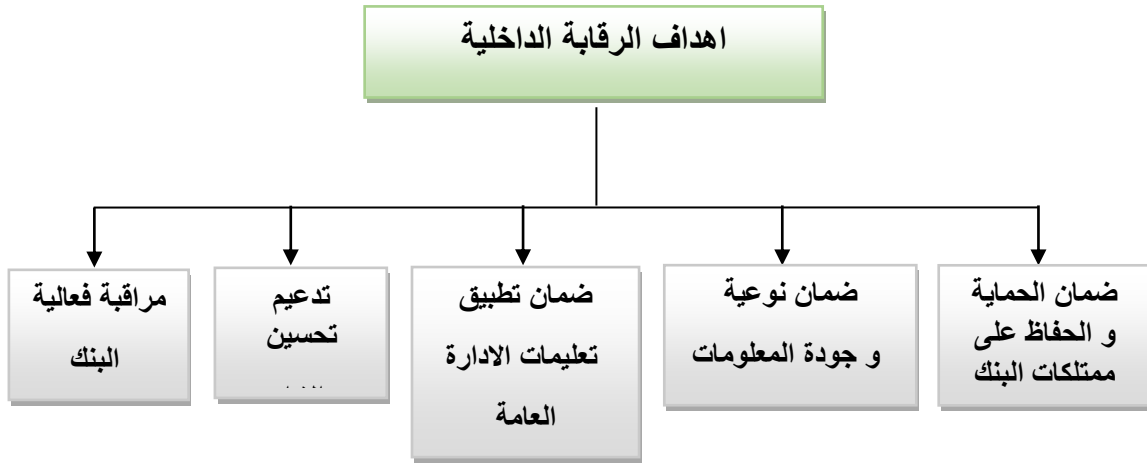 اهداف الرقابة الداخلية
ضمان الحماية
و الحفاظ على
ممتلكات البنك
ضمان نوعية
و جودة المعلومات
ضمان تطبيق
تعليمات الادارة
العامة
تدعيم
تحسين
مراقبة فعالية
البنك